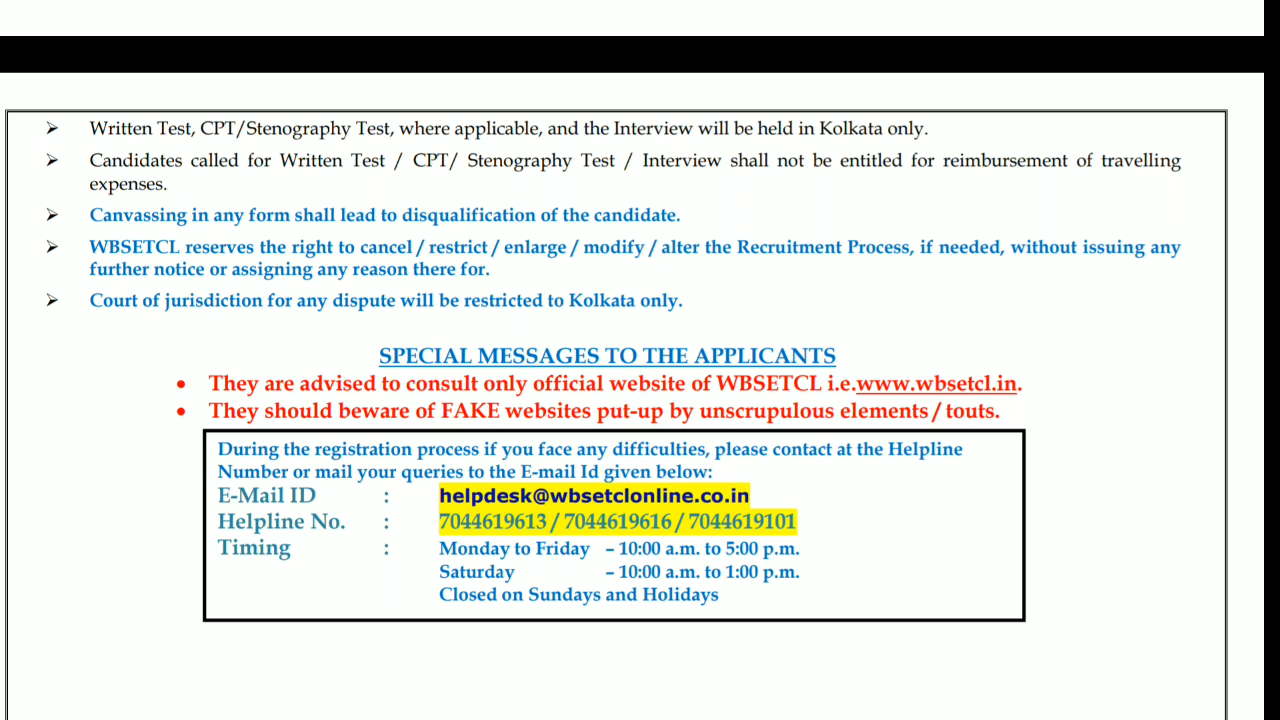 ➢ Written Test, CPT/Stenography Test, where applicable, and the Interview will be held in Kolkata only.
➢ Candidates called for Written Test / CPT/ Stenography Test / Interview shall not be entitled for reimbursement of travelling
expenses.
➢ Canvassing in any form shall lead to disqualification of the candidate.
➢ WBSETCL reserves the right to cancel / restrict / enlarge / modify / alter the Recruitment Process, if needed, without issuing any
further notice or assigning any reason there for.
➢ Court of jurisdiction for any dispute will be restricted to Kolkata only.
SPECIAL MESSAGES TO THE APPLICANTS
• They are advised to consult only official website of WBSETCL i.e.www.wbsetcl.in.
• They should beware of FAKE websites put-up by unscrupulous elements / touts.
During the registration process if you face any difficulties, please contact at the Helpline
Number or mail your queries to the E-mail Id given below:
E-Mail ID : helpdesk@wbsetclonline.co.in
Helpline No. : 7044619613 / 7044619616 / 7044619101
Timing : Monday to Friday – 10:00 a.m. to 5:00 p.m.
Saturday – 10:00 a.m. to 1:00 p.m.
Closed on Sundays and Holidays